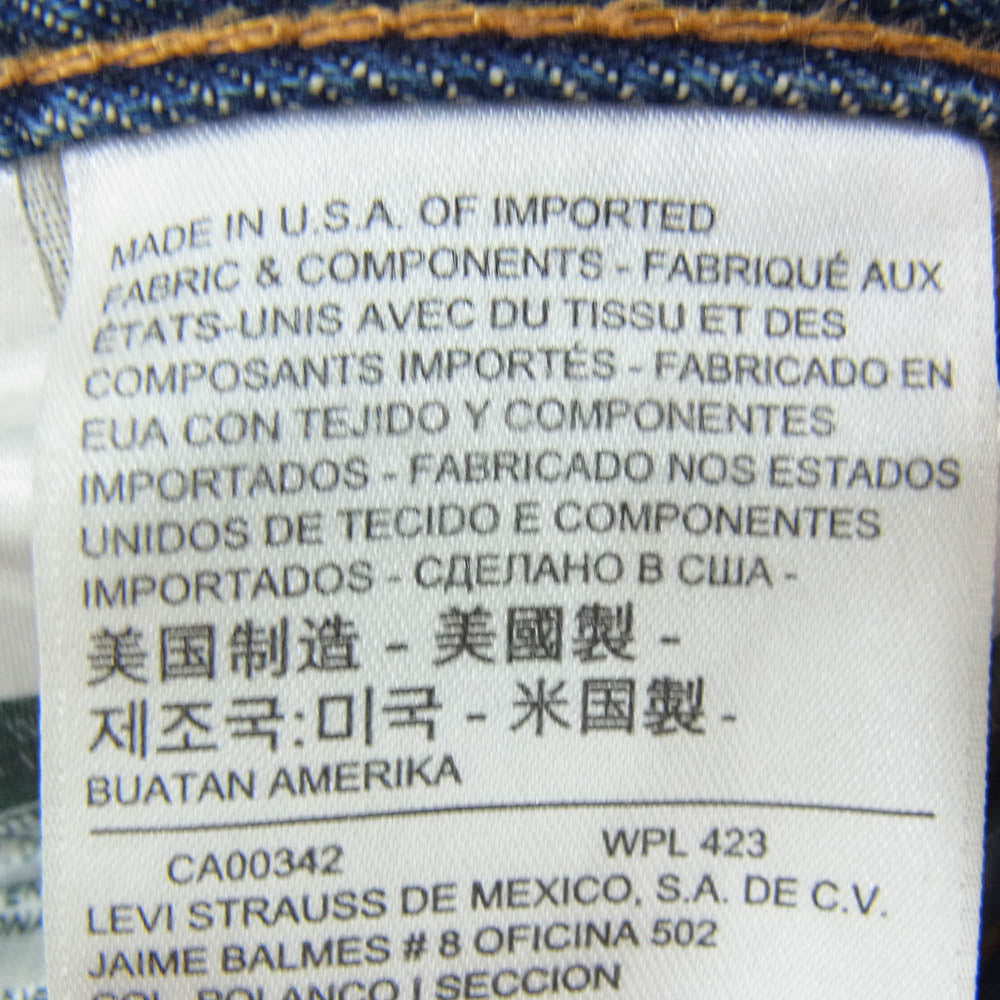 MADE IN U.S.A. OF IMPORTED
FABRIC & COMPONENTS - FABRIQUÉ AUX
ÉTATS-UNIS AVEC DU TISSU ET DES
COMPOSANTS IMPORTÉS - FABRICADO EN
EUA CON TEJIDO Y COMPONENTES
IMPORTADOS - FABRICADO NOS ESTADOS
UNIDOS DE TECIDO E COMPONENTES
IMPORTADOS - СДЕЛАНО В США -
美国制造 - 美國製 -
제조국:미국 - 米国製 -
BUATAN AMERIKA
CA00342 WPL 423
LEVI STRAUSS DE MEXICO, S.A. DE C.V.
JAIME BALMES # 8 OFICINA 502
COL. POLANCO I SECCION